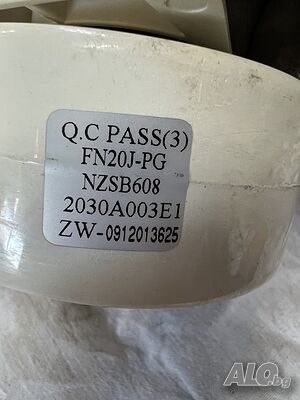 Q.C PASS(3)
FN20J-PG
NZSB608
2030A003E1
ZW-0912013625
ALO.bg